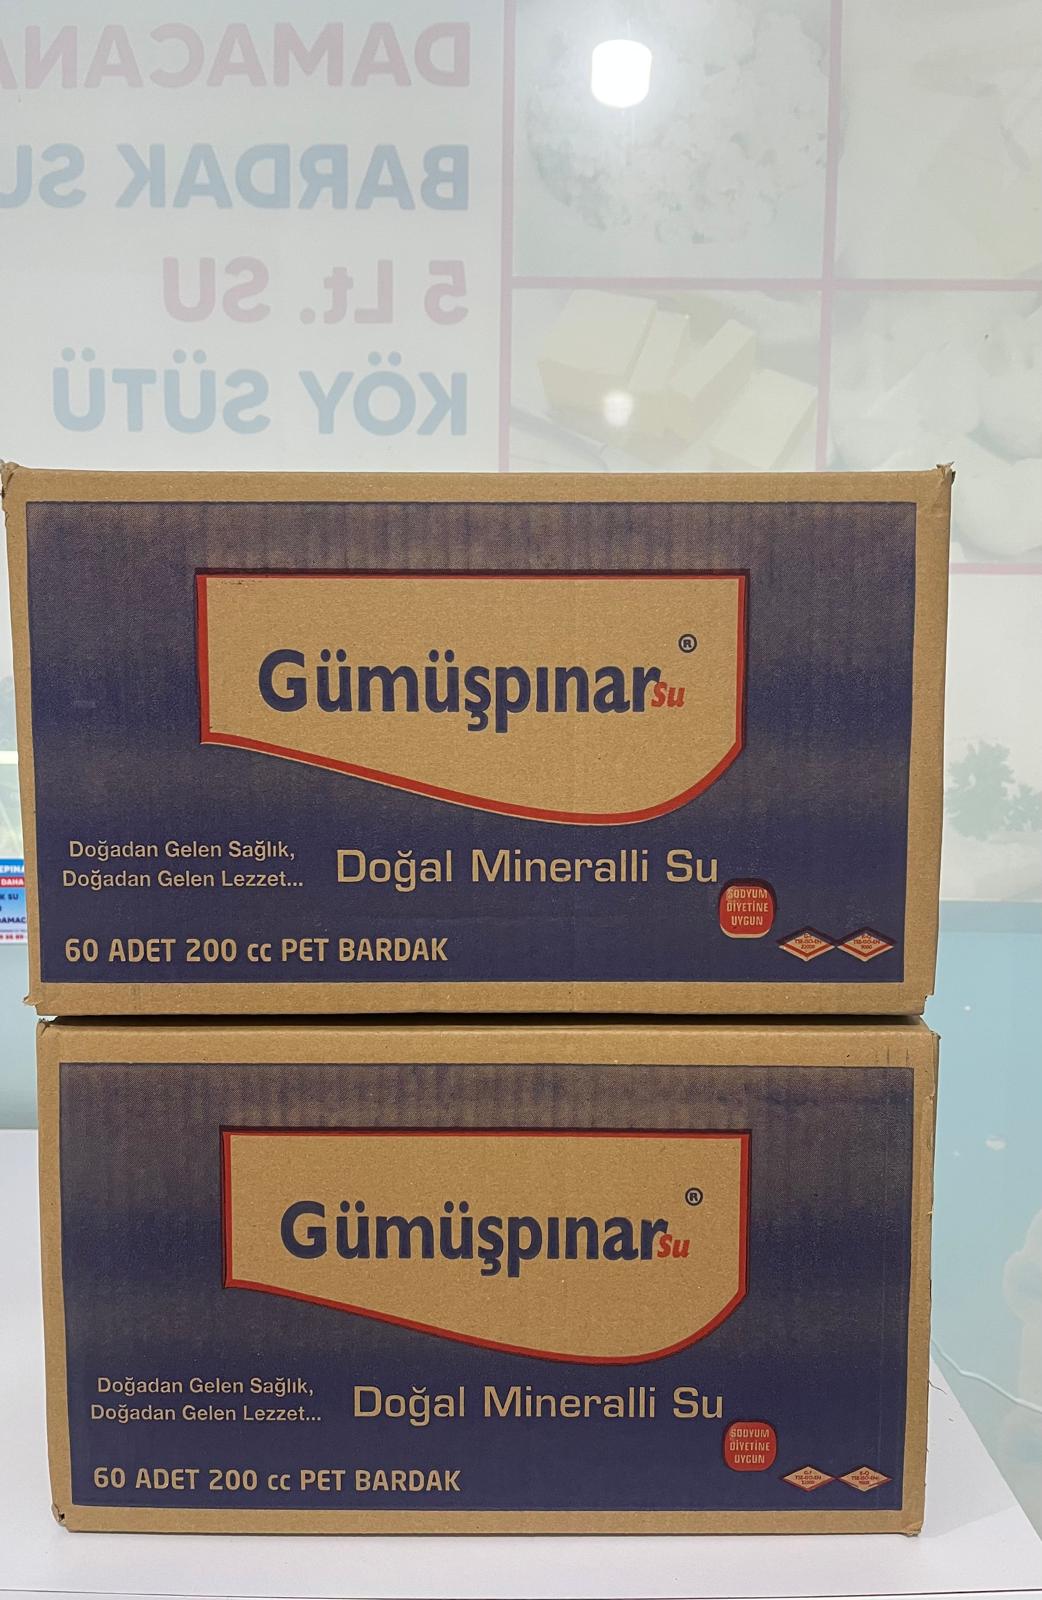 DAMACANA
BARDAK SU
5 Lt. SU
KÖY SÜTÜ
Gümüşpınar su ®
Doğadan Gelen Sağlık,
Doğadan Gelen Lezzet...
Doğal Mineralli Su
SODYUM
DİYETİNE
UYGUN
60 ADET 200 cc PET BARDAK
Gümüşpınar su ®
Doğadan Gelen Sağlık,
Doğadan Gelen Lezzet...
Doğal Mineralli Su
SODYUM
DİYETİNE
UYGUN
60 ADET 200 cc PET BARDAK